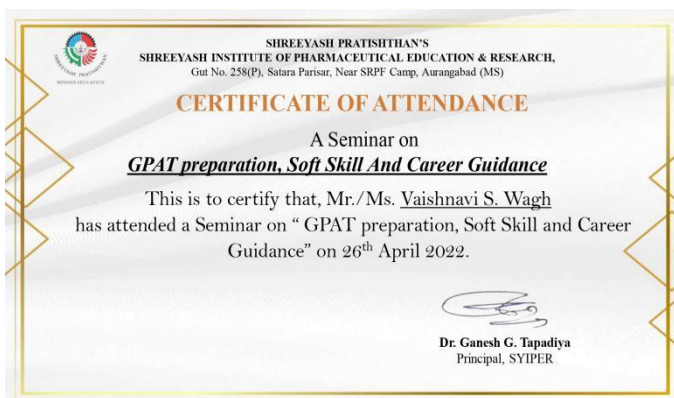 SHREEYASH PRATISHTHAN'S
SHREEYASH INSTITUTE OF PHARMACEUTICAL EDUCATION & RESEARCH,
Gut No. 258(P), Satara Parisar, Near SRPF Camp, Aurangabad (MS)
SHREEYASH PRATISHTHAN
CERTIFICATE OF ATTENDANCE
A Seminar on
GPAT preparation, Soft Skill And Career Guidance
This is to certify that, Mr./Ms. Vaishnavi S. Wagh
has attended a Seminar on “ GPAT preparation, Soft Skill and Career
Guidance” on 26th April 2022.
Dr. Ganesh G. Tapadiya
Principal, SYIPER